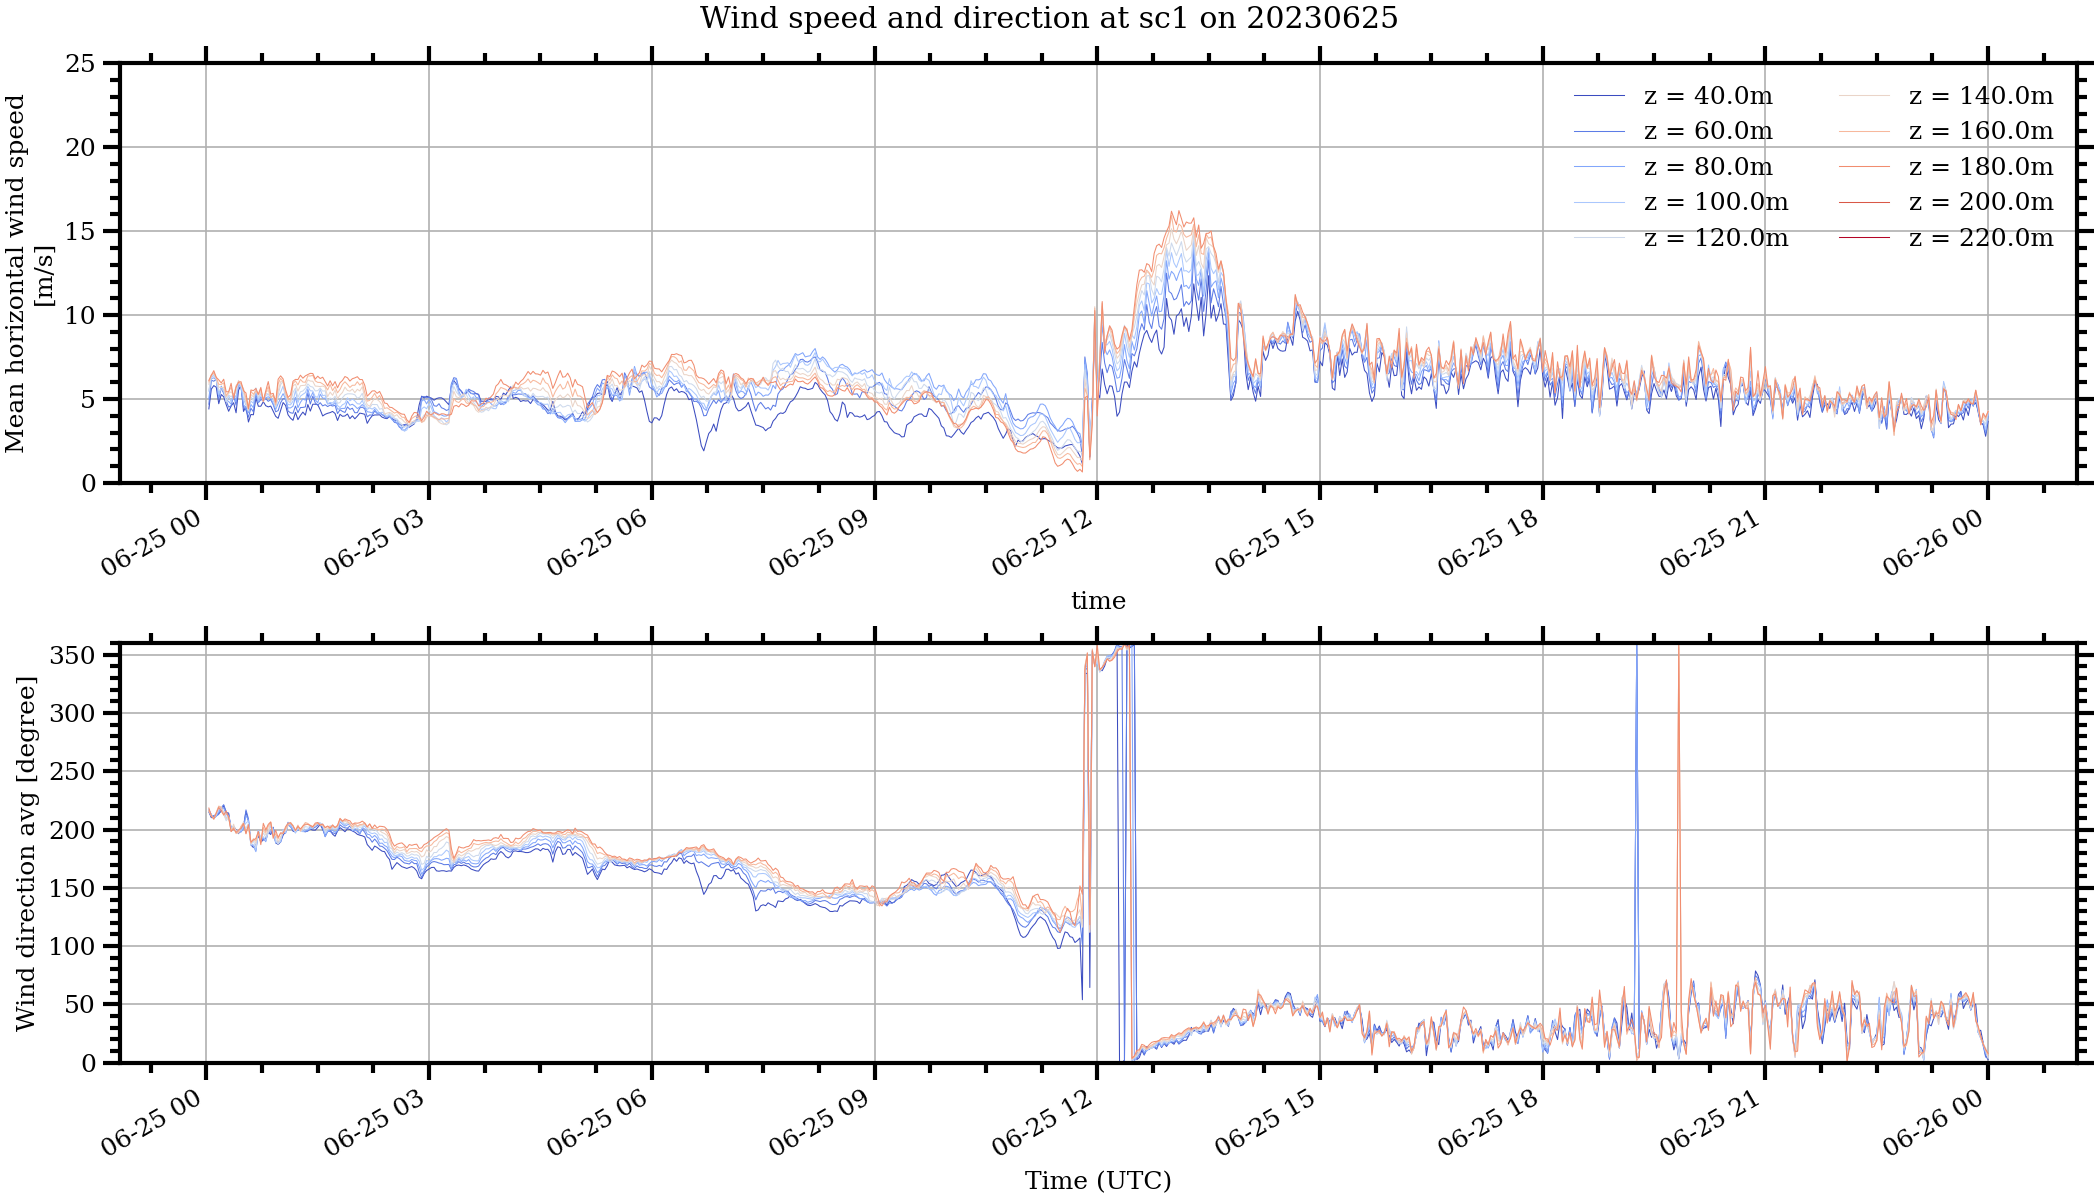 Wind speed and direction at sc1 on 20230625
Mean horizontal wind speed
[m/s]
25
20
15
10
5
0
z = 40.0m
z = 60.0m
z = 80.0m
z = 100.0m
z = 120.0m
z = 140.0m
z = 160.0m
z = 180.0m
z = 200.0m
z = 220.0m
06-25 00
06-25 03
06-25 06
06-25 09
06-25 12
06-25 15
06-25 18
06-25 21
06-26 00
time
Wind direction avg [degree]
350
300
250
200
150
100
50
0
06-25 00
06-25 03
06-25 06
06-25 09
06-25 12
06-25 15
06-25 18
06-25 21
06-26 00
Time (UTC)